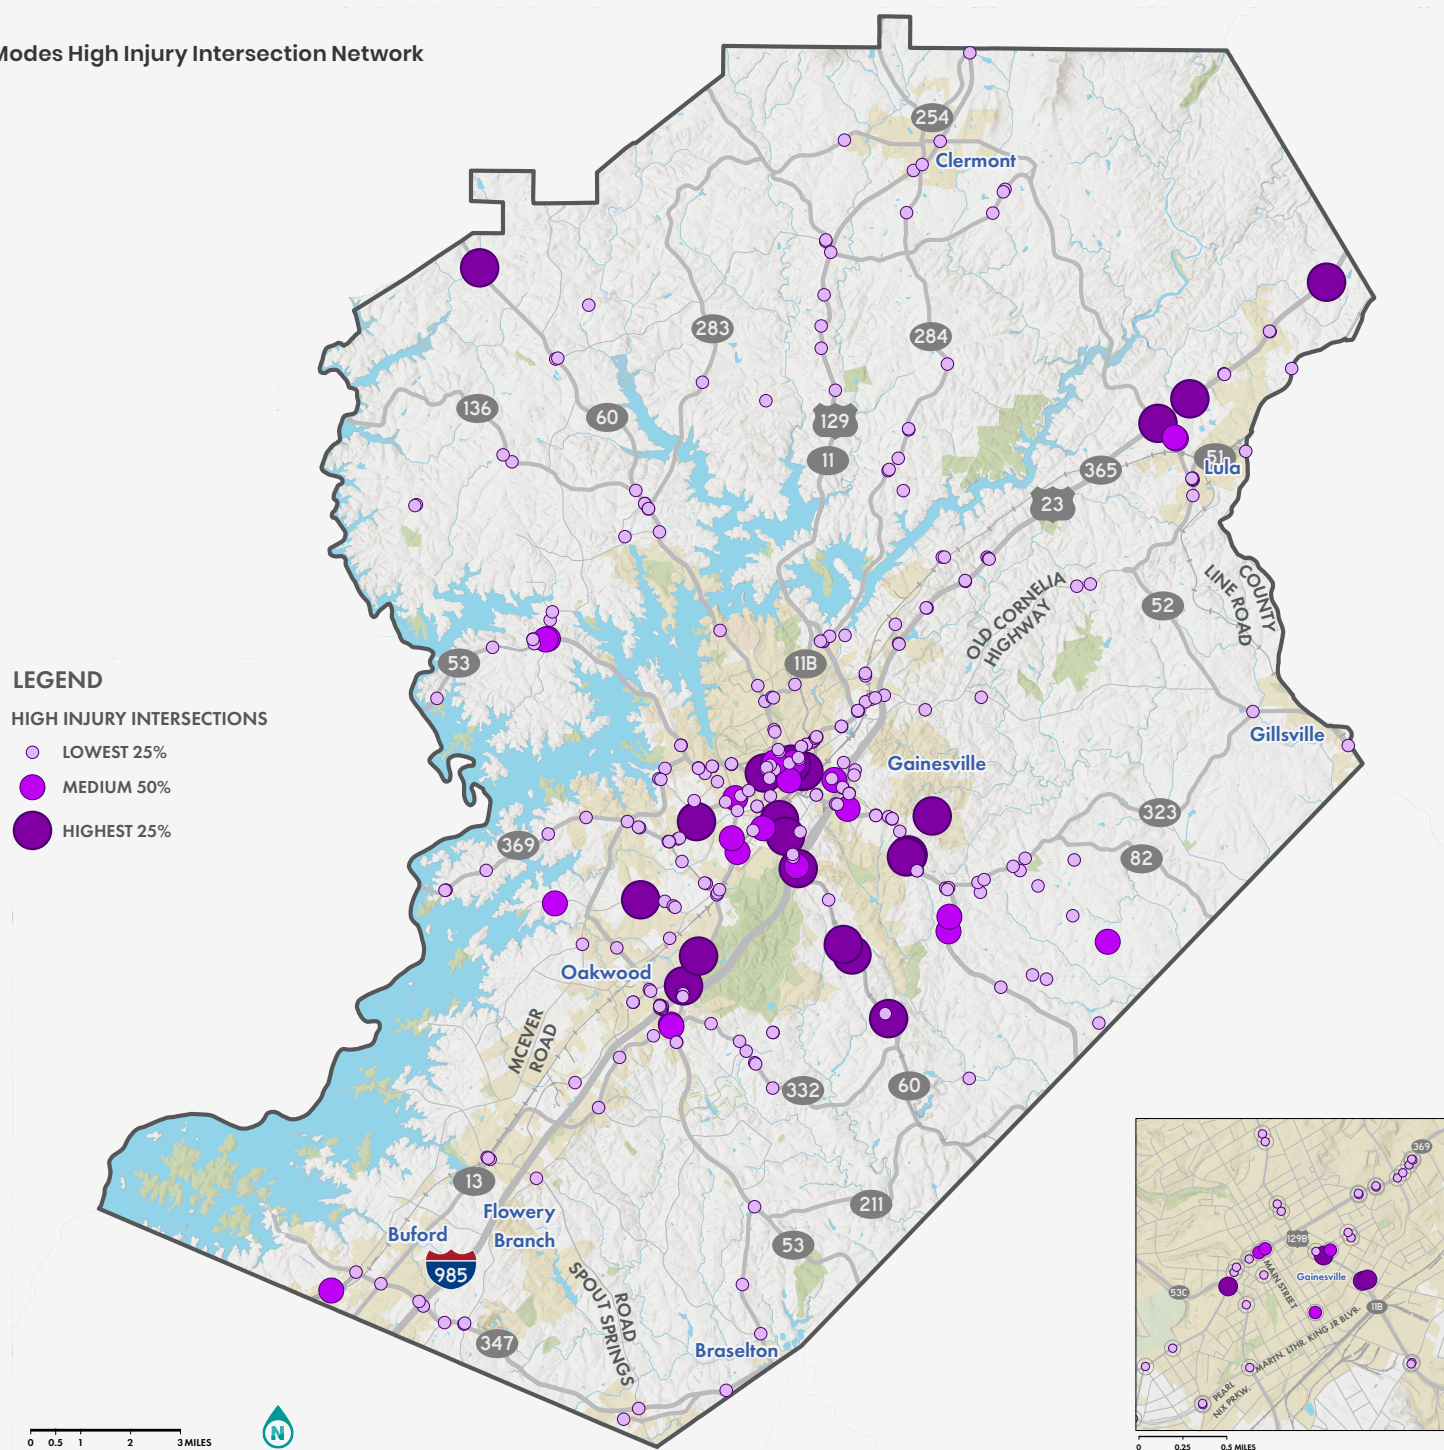 Modes High Injury Intersection Network
254
Clermont
283
284
136
60
129
11
365
51
Lula
23
OLD CORNELIA
HIGHWAY
COUNTY
LINE ROAD
52
53
11B
Gillsville
Gainesville
LEGEND
HIGH INJURY INTERSECTIONS
LOWEST 25%
MEDIUM 50%
HIGHEST 25%
323
369
82
Oakwood
MCEVER
ROAD
332
60
13
Flowery
Branch
211
Buford
53
985
SPOUT SPRINGS
ROAD
347
Braselton
0 0.5 1 2 3 MILES
N
369
129B
MAIN STREET
Gainesville
53C
11B
MARTN. LTHR. KING JR BLVR.
PEARL
NIX PRKW.
0 0.25 0.5 MILES